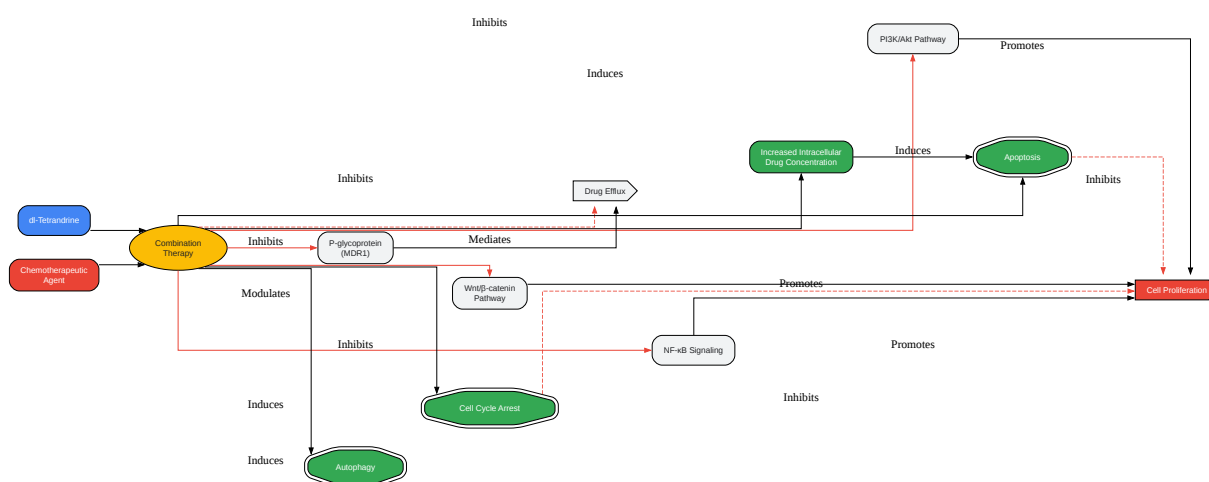 Inhibits
PI3K/Akt Pathway
Promotes
Induces
Increased Intracellular
Drug Concentration
Induces
Apoptosis
Inhibits
Inhibits
Drug Efflux
dl-Tetrandrine
Combination
Therapy
Inhibits
P-glycoprotein
(MDR1)
Mediates
Chemotherapeutic
Agent
Modulates
Wnt/β-catenin
Pathway
Promotes
Cell Proliferation
Inhibits
NF-κB Signaling
Promotes
Induces
Cell Cycle Arrest
Inhibits
Induces
Autophagy